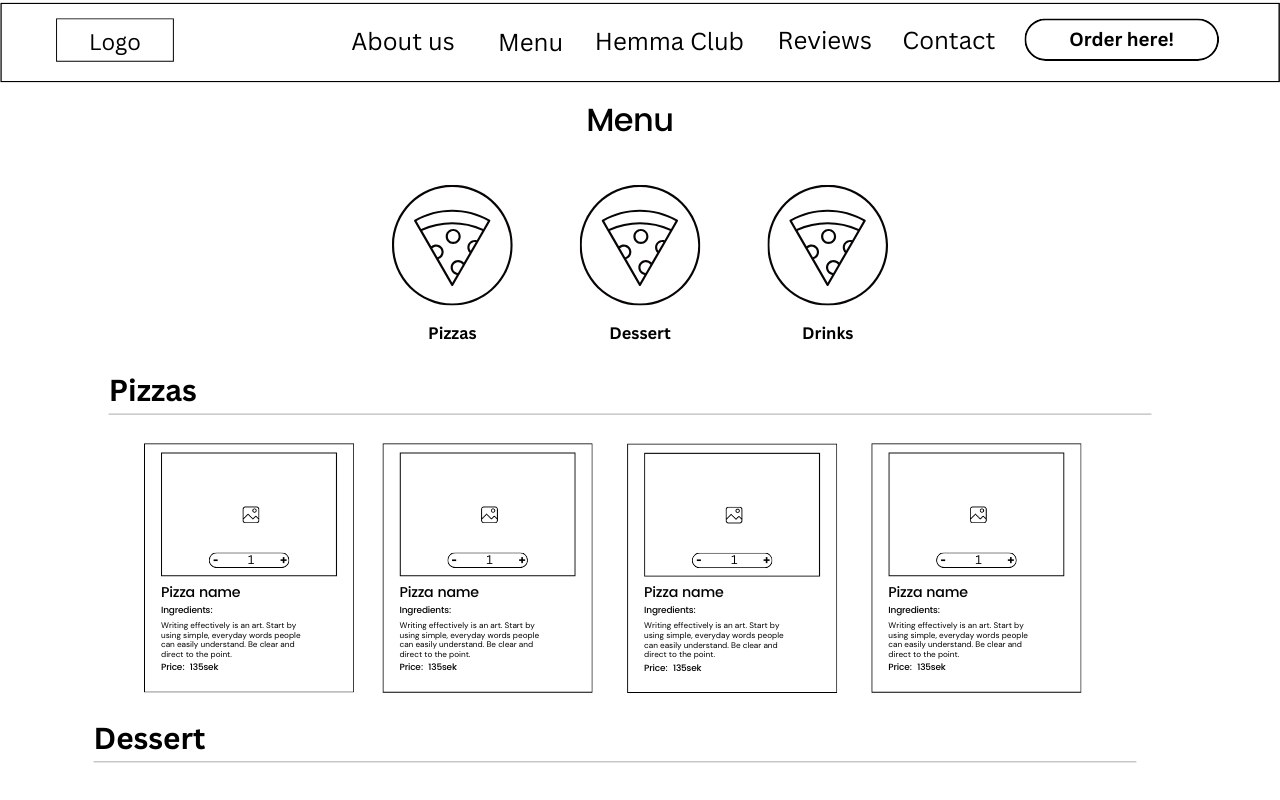 Logo
About us
Menu
Hemma Club
Reviews
Contact
Order here!
Menu
Pizzas
Dessert
Drinks
Pizzas
- 1 +
Pizza name
Ingredients:
Writing effectively is an art. Start by
using simple, everyday words people
can easily understand. Be clear and
direct to the point.
Price: 135sek
- 1 +
Pizza name
Ingredients:
Writing effectively is an art. Start by
using simple, everyday words people
can easily understand. Be clear and
direct to the point.
Price: 135sek
- 1 +
Pizza name
Ingredients:
Writing effectively is an art. Start by
using simple, everyday words people
can easily understand. Be clear and
direct to the point.
Price: 135sek
- 1 +
Pizza name
Ingredients:
Writing effectively is an art. Start by
using simple, everyday words people
can easily understand. Be clear and
direct to the point.
Price: 135sek
Dessert